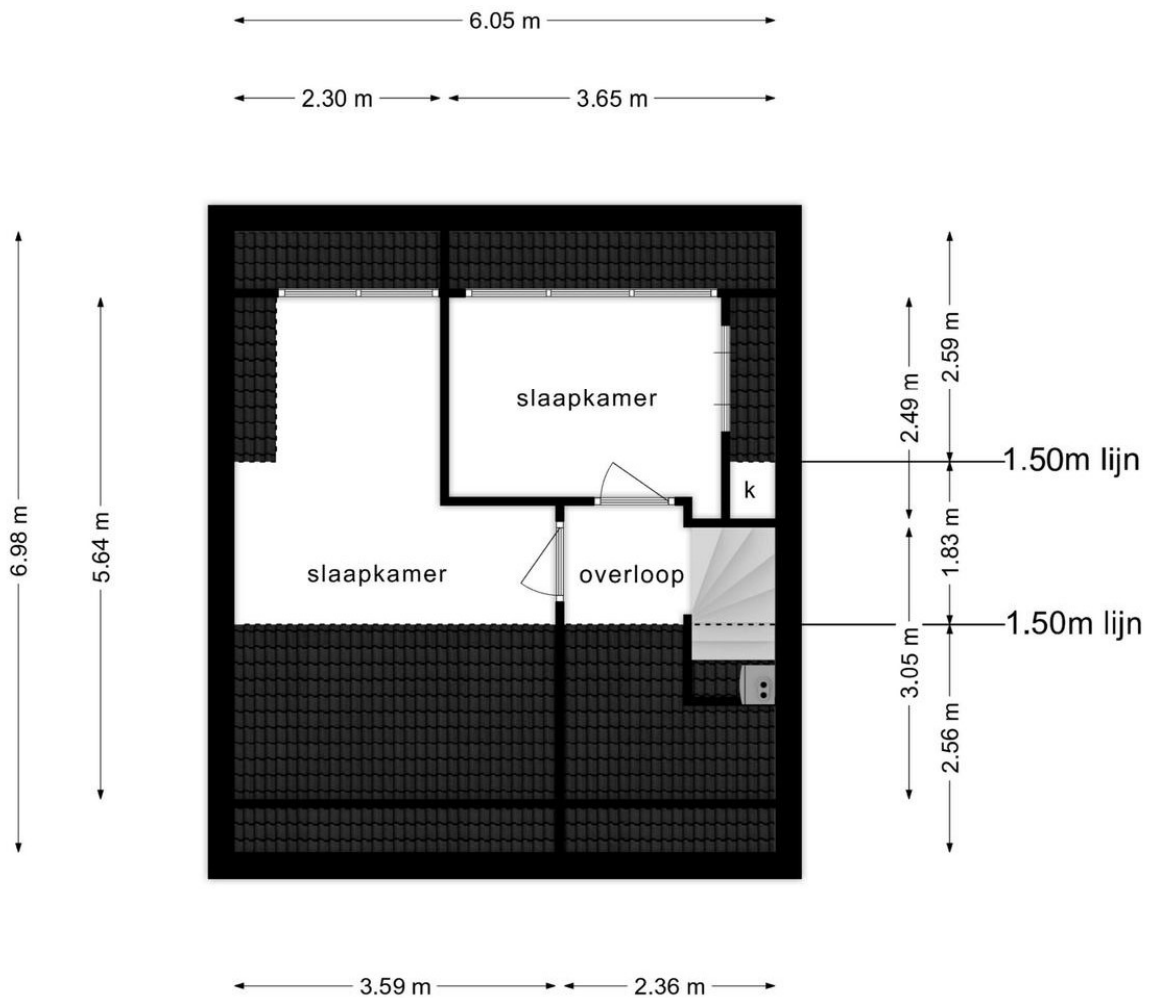 6.05 m
2.30 m
3.65 m
2.59 m
2.49 m
slaapkamer
1.50m lijn
k
6.98 m
5.64 m
1.83 m
slaapkamer
overloop
1.50m lijn
3.05 m
2.56 m
3.59 m
2.36 m